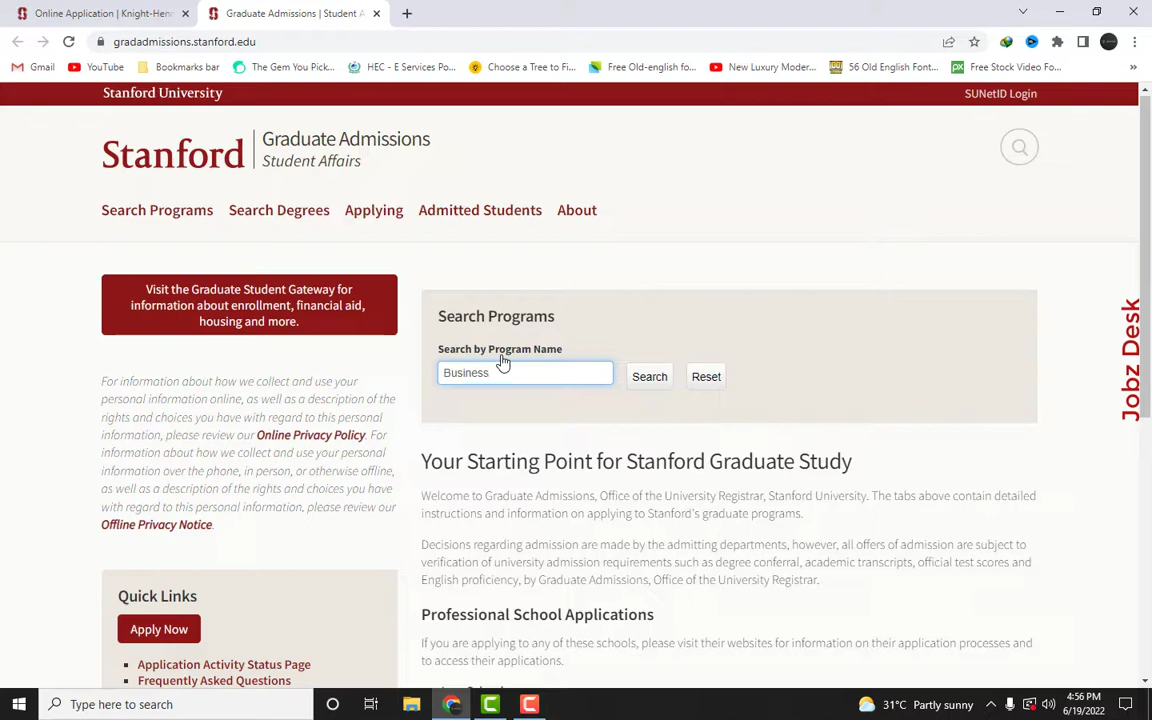 Online Application | Knight-Henn
Graduate Admissions | Student A
gradadmissions.stanford.edu
Gmail
YouTube
Bookmarks bar
The Gem You Pick...
HEC - E Services Po...
Choose a Tree to Fi...
Free Old-english fo...
New Luxury Moder...
56 Old English Font...
Free Stock Video Fo...
Stanford University
SUNetID Login
Stanford
Graduate Admissions
Student Affairs
Search Programs
Search Degrees
Applying
Admitted Students
About
Visit the Graduate Student Gateway for
information about enrollment, financial aid,
housing and more.
For information about how we collect and use your
personal information online, as well as a description of the
rights and choices you have with regard to this personal
information, please review our Online Privacy Policy. For
information about how we collect and use your personal
information over the phone, in person, or otherwise offline,
as well as a description of the rights and choices you have
with regard to this personal information, please review our
Offline Privacy Notice.
Quick Links
Apply Now
Application Activity Status Page
Frequently Asked Questions
Search Programs
Search by Program Name
Business
Search
Reset
Your Starting Point for Stanford Graduate Study
Welcome to Graduate Admissions, Office of the University Registrar, Stanford University. The tabs above contain detailed
instructions and information on applying to Stanford's graduate programs.
Decisions regarding admission are made by the admitting departments, however, all offers of admission are subject to
verification of university admission requirements such as degree conferral, academic transcripts, official test scores and
English proficiency, by Graduate Admissions, Office of the University Registrar.
Professional School Applications
If you are applying to any of these schools, please visit their websites for information on their application processes and
to access their applications.
Jobz Desk
Type here to search
31°C Partly sunny
4:56 PM
6/19/2022